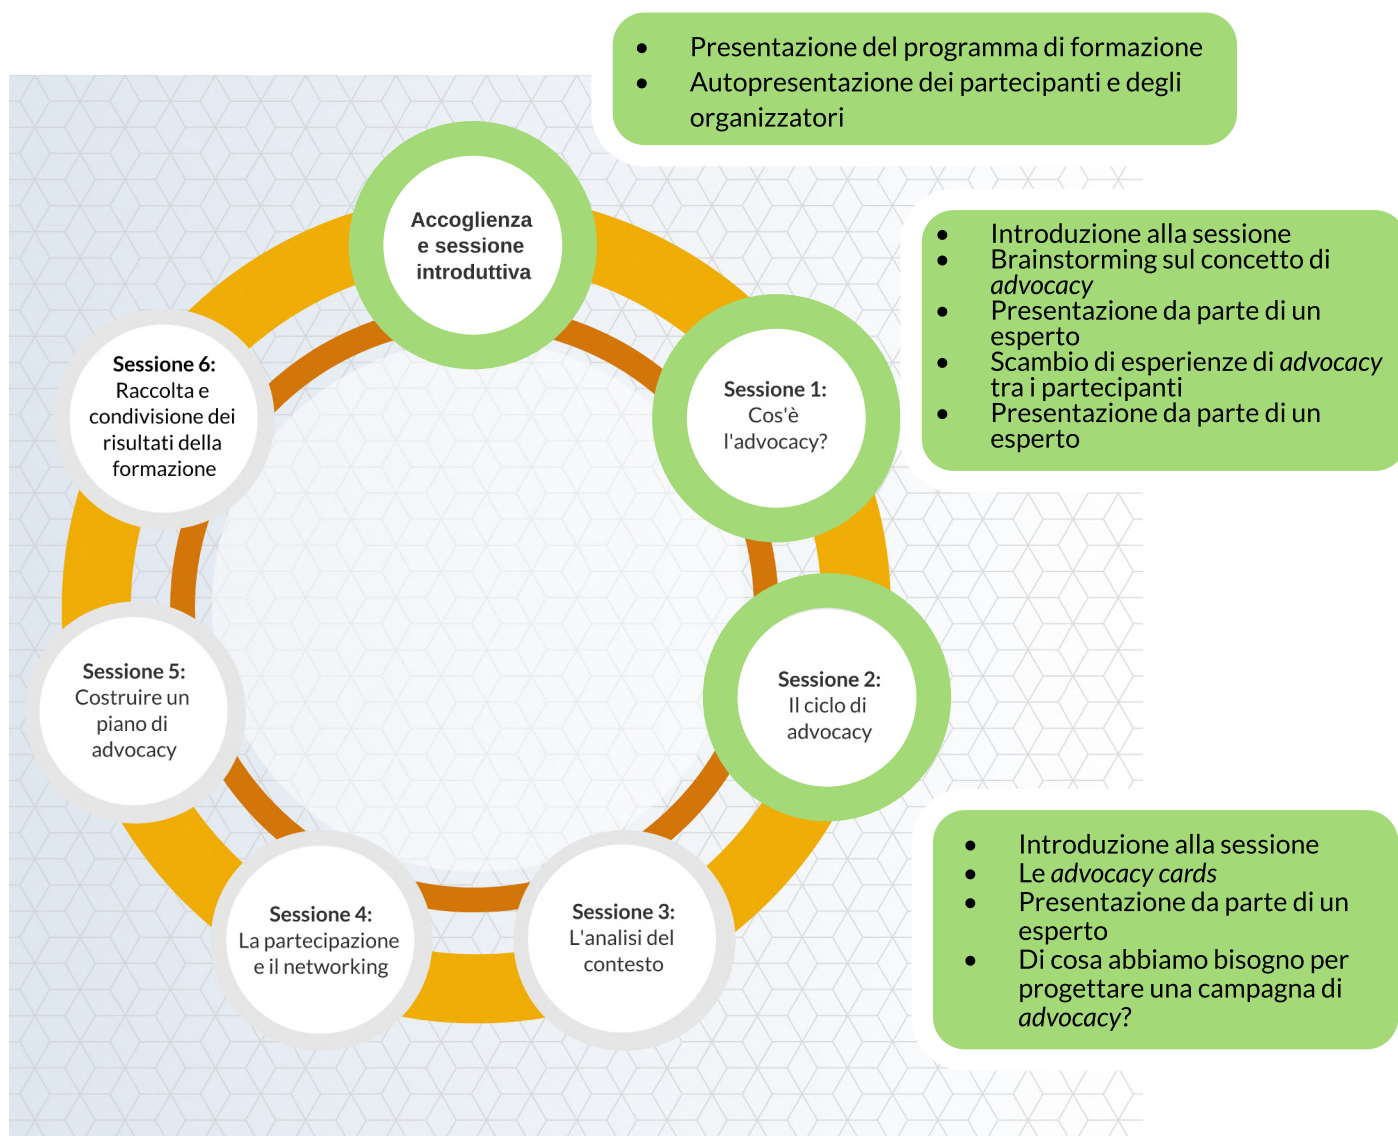 • Presentazione del programma di formazione
• Autopresentazione dei partecipanti e degli
organizzatori
Accoglienza
e sessione
introduttiva
• Introduzione alla sessione
• Brainstorming sul concetto di
advocacy
• Presentazione da parte di un
esperto
• Scambio di esperienze di advocacy
tra i partecipanti
• Presentazione da parte di un
esperto
Sessione 1:
Cos'è
l'advocacy?
Sessione 2:
Il ciclo di
advocacy
• Introduzione alla sessione
• Le advocacy cards
• Presentazione da parte di un
esperto
• Di cosa abbiamo bisogno per
progettare una campagna di
advocacy?
Sessione 3:
L'analisi del
contesto
Sessione 4:
La partecipazione
e il networking
Sessione 5:
Costruire un
piano di
advocacy
Sessione 6:
Raccolta e
condivisione dei
risultati della
formazione